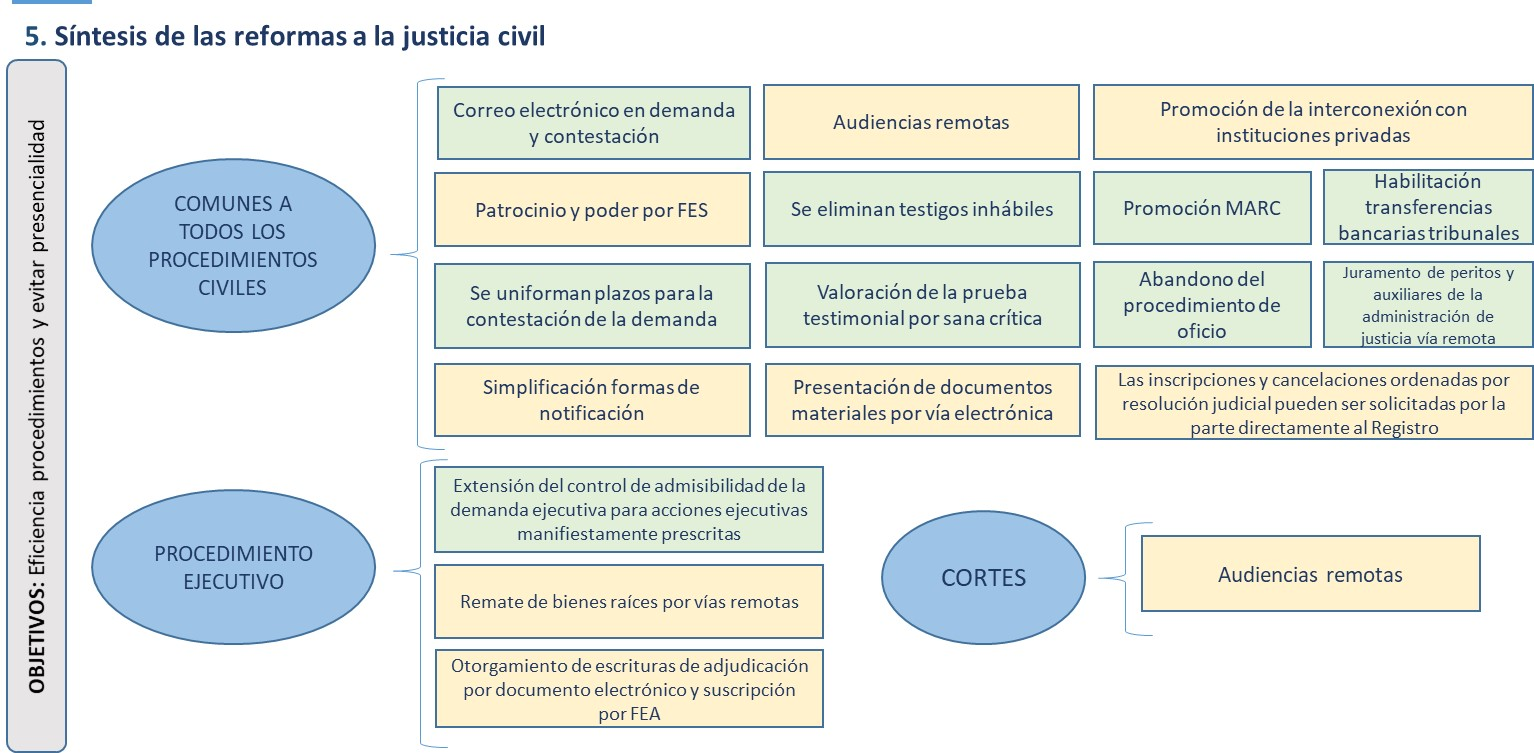 5. Síntesis de las reformas a la justicia civil
OBJETIVOS: Eficiencia procedimientos y evitar presencialidad
COMUNES A
TODOS LOS
PROCEDIMIENTOS
CIVILES
Correo electrónico en demanda
y contestación
Audiencias remotas
Promoción de la interconexión con
instituciones privadas
Patrocinio y poder por FES
Se eliminan testigos inhábiles
Promoción MARC
Habilitación
transferencias
bancarias tribunales
Se uniforman plazos para la
contestación de la demanda
Valoración de la prueba
testimonial por sana crítica
Abandono del
procedimiento de
oficio
Juramento de peritos y
auxiliares de la
administración de
justicia vía remota
Simplificación formas de
notificación
Presentación de documentos
materiales por vía electrónica
Las inscripciones y cancelaciones ordenadas por
resolución judicial pueden ser solicitadas por la
parte directamente al Registro
PROCEDIMIENTO
EJECUTIVO
Extensión del control de admisibilidad de la
demanda ejecutiva para acciones ejecutivas
manifiestamente prescritas
Remate de bienes raíces por vías remotas
Otorgamiento de escrituras de adjudicación
por documento electrónico y suscripción
por FEA
CORTES
Audiencias remotas